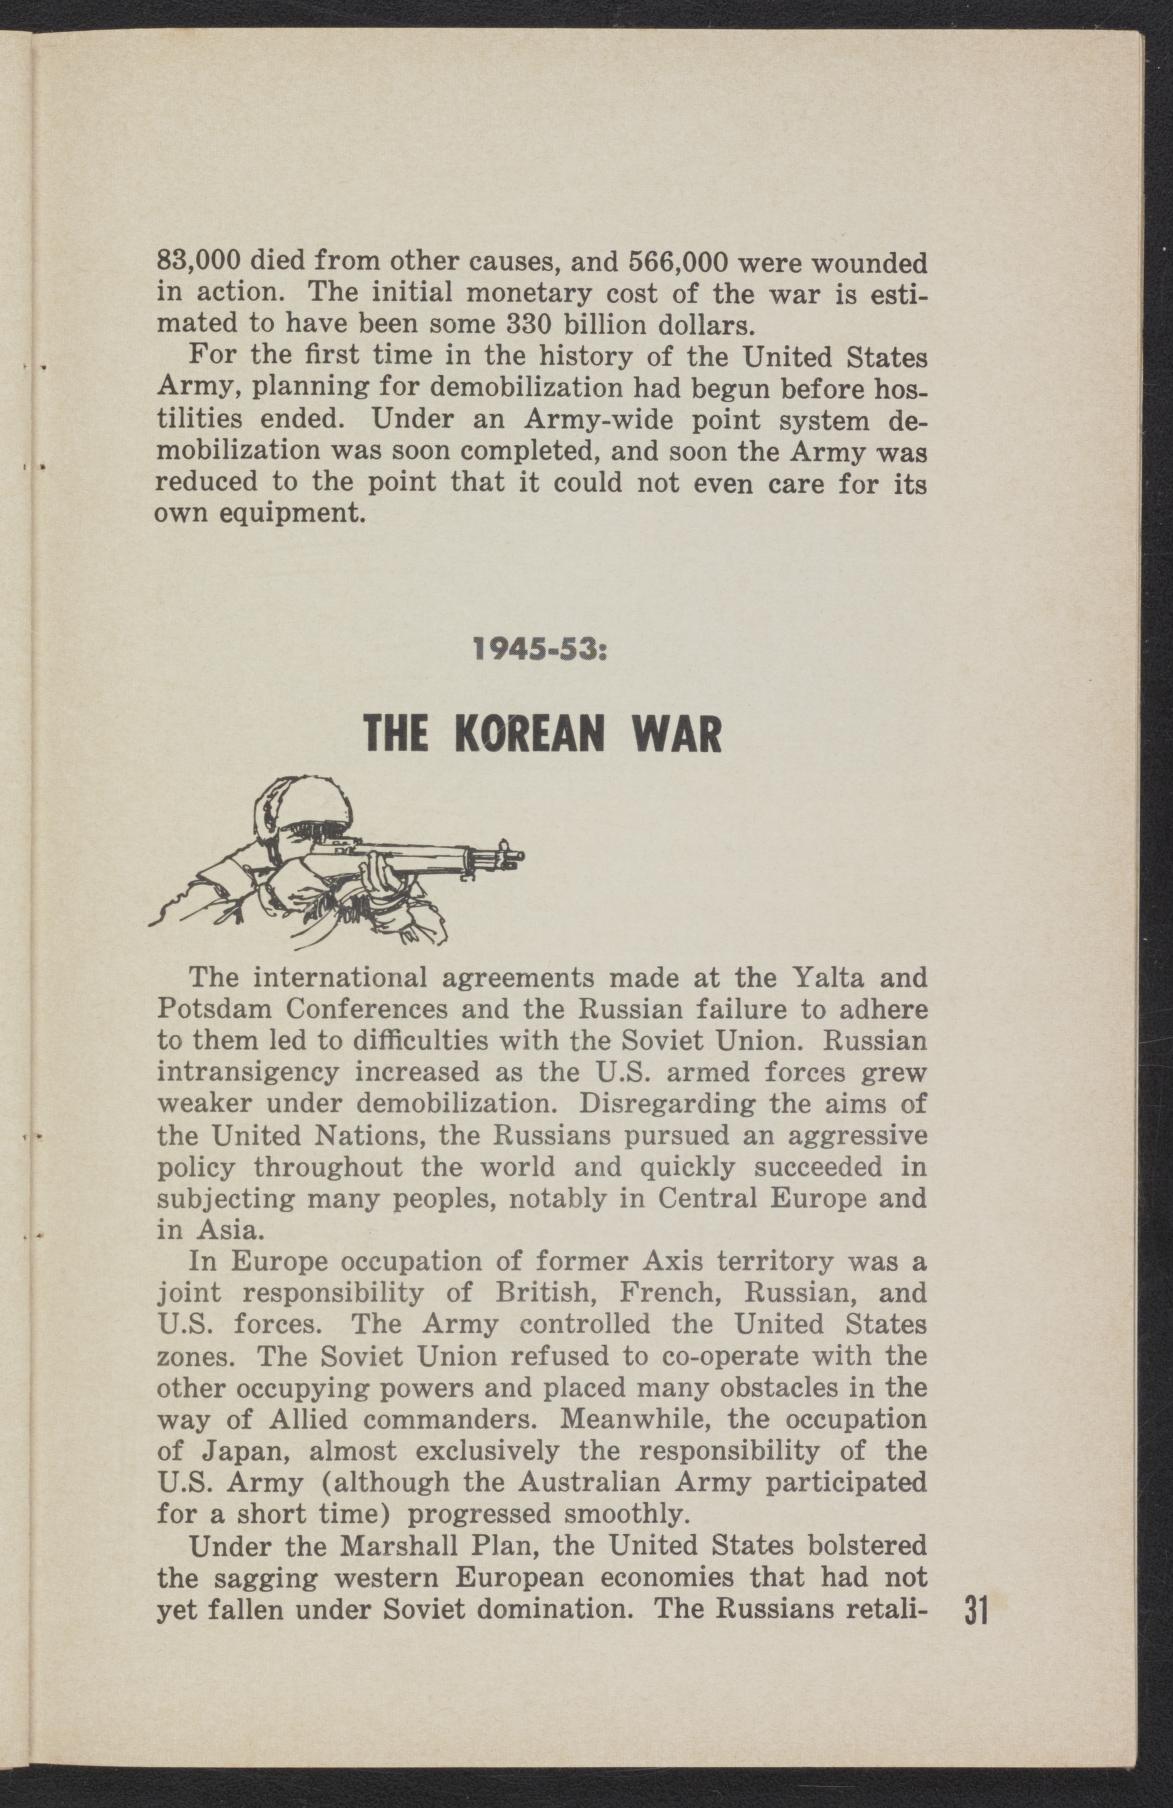 83,000 died from other causes, and 566,000 were wounded
in action. The initial monetary cost of the war is esti-
mated to have been some 330 billion dollars.
For the first time in the history of the United States
Army, planning for demobilization had begun before hos-
tilities ended. Under an Army-wide point system de-
mobilization was soon completed, and soon the Army was
reduced to the point that it could not even care for its
own equipment.
1945-53:
THE KOREAN WAR
The international agreements made at the Yalta and
Potsdam Conferences and the Russian failure to adhere
to them led to difficulties with the Soviet Union. Russian
intransigency increased as the U.S. armed forces grew
weaker under demobilization. Disregarding the aims of
the United Nations, the Russians pursued an aggressive
policy throughout the world and quickly succeeded in
subjecting many peoples, notably in Central Europe and
in Asia.
In Europe occupation of former Axis territory was a
joint responsibility of British, French, Russian, and
U.S. forces. The Army controlled the United States
zones. The Soviet Union refused to co-operate with the
other occupying powers and placed many obstacles in the
way of Allied commanders. Meanwhile, the occupation
of Japan, almost exclusively the responsibility of the
U.S. Army (although the Australian Army participated
for a short time) progressed smoothly.
Under the Marshall Plan, the United States bolstered
the sagging western European economies that had not
yet fallen under Soviet domination. The Russians retali-
31